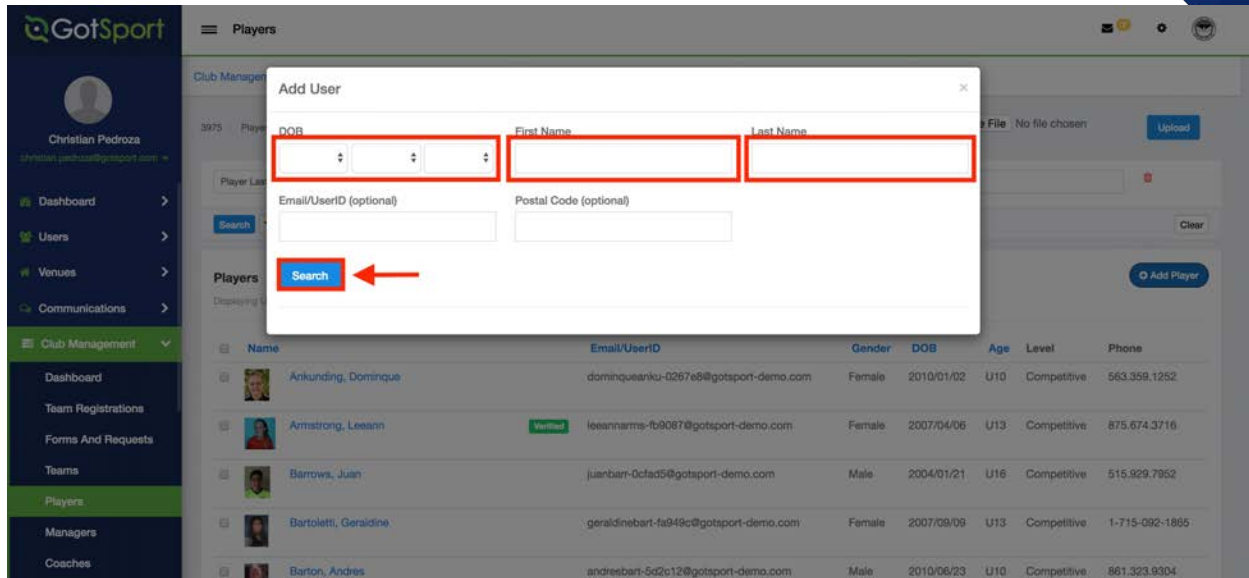 GotSport
Players
Club Managem
Add User
×
Christian Pedroza
christian.pedroza@gotsport.com
3975 Player
DOB
First Name
Last Name
e File No file chosen
Upload
Player Last
Dashboard
Email/UserID (optional)
Postal Code (optional)
Search
Clear
Users
Venues
Players
Search
Add Player
Communications
Displaying
Club Management
Name Email/UserID Gender DOB Age Level Phone
Dashboard
Ankunding, Dominque dominqueanku-0267e8@gotsport-demo.com Female 2010/01/02 U10 Competitive 563.359.1252
Team Registrations
Armstrong, Leeann Verified leeannarms-fb9087@gotsport-demo.com Female 2007/04/06 U13 Competitive 875.674.3716
Forms And Requests
Teams
Barrows, Juan juanbarr-0cfad5@gotsport-demo.com Male 2004/01/21 U16 Competitive 515.929.7952
Players
Bartoletti, Geraldine geraldinebart-fa949c@gotsport-demo.com Female 2007/09/09 U13 Competitive 1-715-092-1865
Managers
Coaches
Barton, Andres andresbart-5d2c12@gotsport-demo.com Male 2010/06/23 U10 Competitive 861.323.9304